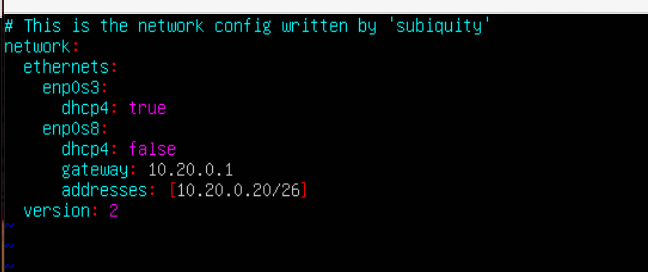 # This is the network config written by 'subiquity'
network:
  ethernets:
    enp0s3:
      dhcp4: true
    enp0s8:
      dhcp4: false
      gateway: 10.20.0.1
      addresses: [10.20.0.20/26]
  version: 2
~
~
~